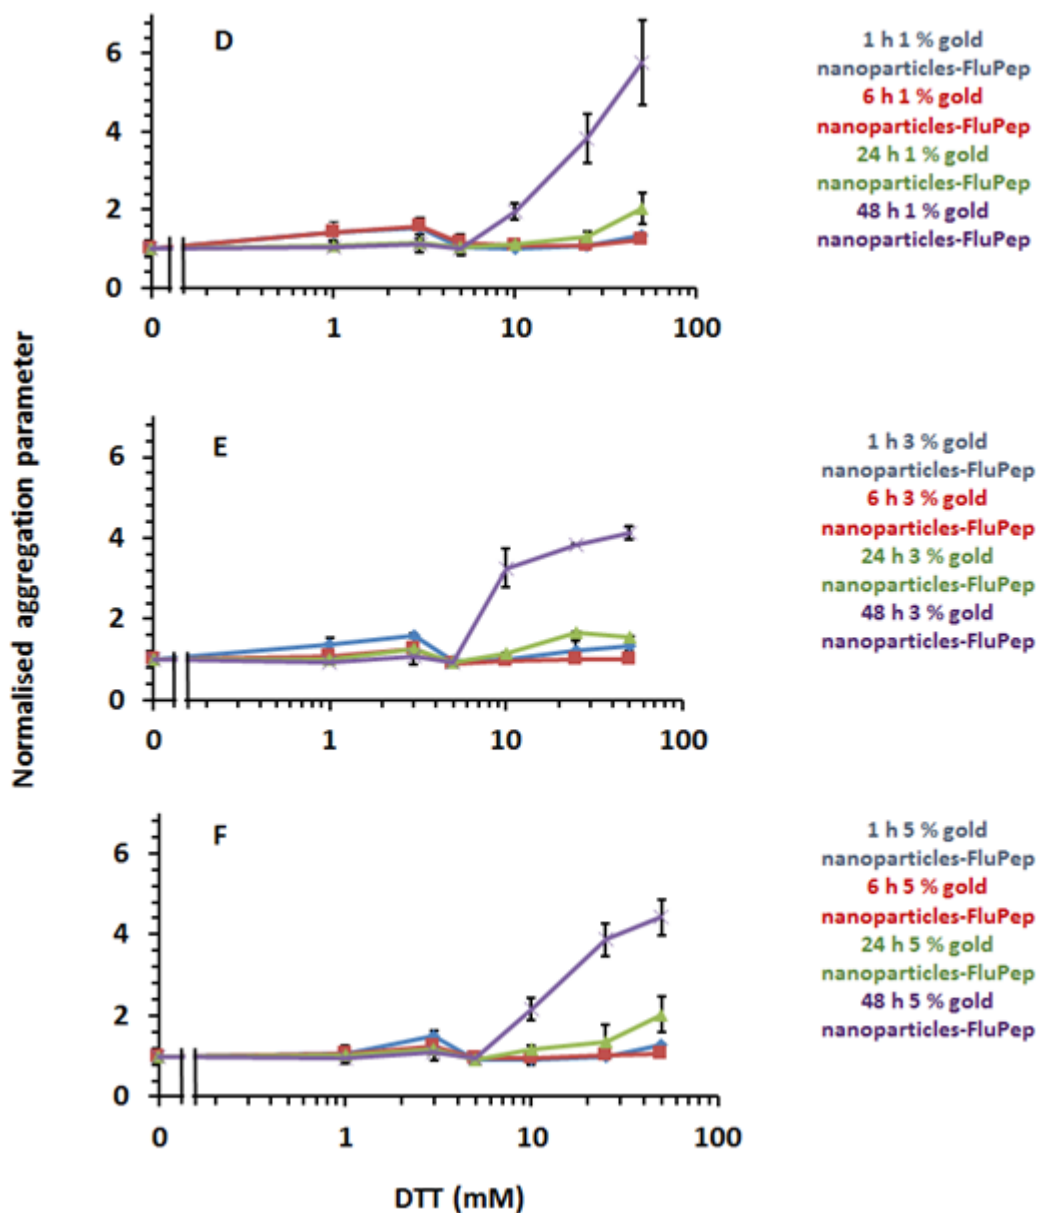 Normalised aggregation parameter
D
6
4
2
0
0 1 10 100
1 h 1 % gold
nanoparticles-FluPep
6 h 1 % gold
nanoparticles-FluPep
24 h 1 % gold
nanoparticles-FluPep
48 h 1 % gold
nanoparticles-FluPep
E
6
4
2
0
0 1 10 100
1 h 3 % gold
nanoparticles-FluPep
6 h 3 % gold
nanoparticles-FluPep
24 h 3 % gold
nanoparticles-FluPep
48 h 3 % gold
nanoparticles-FluPep
F
6
4
2
0
0 1 10 100
1 h 5 % gold
nanoparticles-FluPep
6 h 5 % gold
nanoparticles-FluPep
24 h 5 % gold
nanoparticles-FluPep
48 h 5 % gold
nanoparticles-FluPep
DTT (mM)